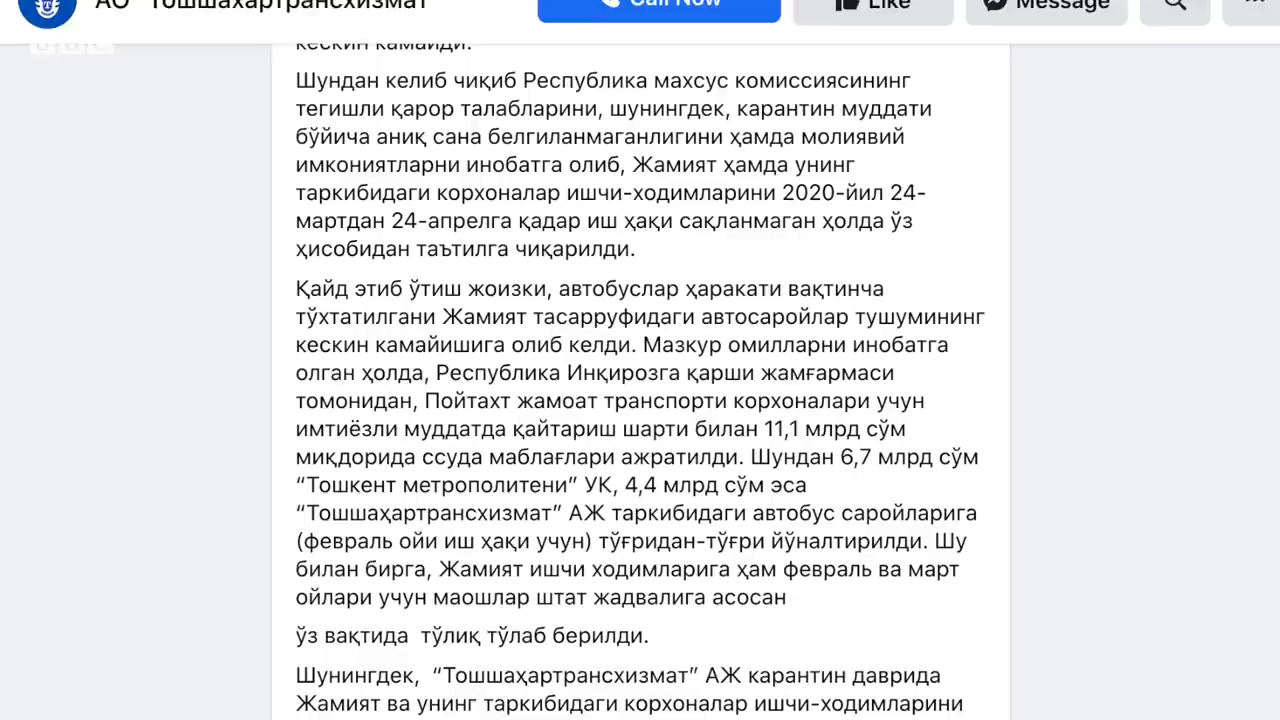 АО "Тошшахартрансхизмат"
Call Now
Like
Message
BBC
кескин камайди.
Шундан келиб чиқиб Республика махсус комиссиясининг
тегишли қарор талабларини, шунингдек, карантин муддати
бўйича аниқ сана белгиланмаганлигини ҳамда молиявий
имкониятларни инобатга олиб, Жамият ҳамда унинг
таркибидаги корхоналар ишчи-ходимларини 2020-йил 24-
мартдан 24-апрелга қадар иш ҳақи сақланмаган ҳолда ўз
ҳисобидан таътилга чиқарилди.
Қайд этиб ўтиш жоизки, автобуслар ҳаракати вақтинча
тўхтатилгани Жамият тасарруфидаги автосаройлар тушумининг
кескин камайишига олиб келди. Мазкур омилларни инобатга
олган ҳолда, Республика Инқирозга қарши жамғармаси
томонидан, Пойтахт жамоат транспорти корхоналари учун
имтиёзли муддатда қайтариш шарти билан 11,1 млрд сўм
миқдорида ссуда маблағлари ажратилди. Шундан 6,7 млрд сўм
“Тошкент метрополитени” УК, 4,4 млрд сўм эса
“Тошшаҳартрансхизмат” АЖ таркибидаги автобус саройларига
(февраль ойи иш ҳақи учун) тўғридан-тўғри йўналтирилди. Шу
билан бирга, Жамият ишчи ходимларига ҳам февраль ва март
ойлари учун маошлар штат жадвалига асосан
ўз вақтида тўлиқ тўлаб берилди.
Шунингдек, “Тошшаҳартрансхизмат” АЖ карантин даврида
Жамият ва унинг таркибидаги корхоналар ишчи-ходимларини